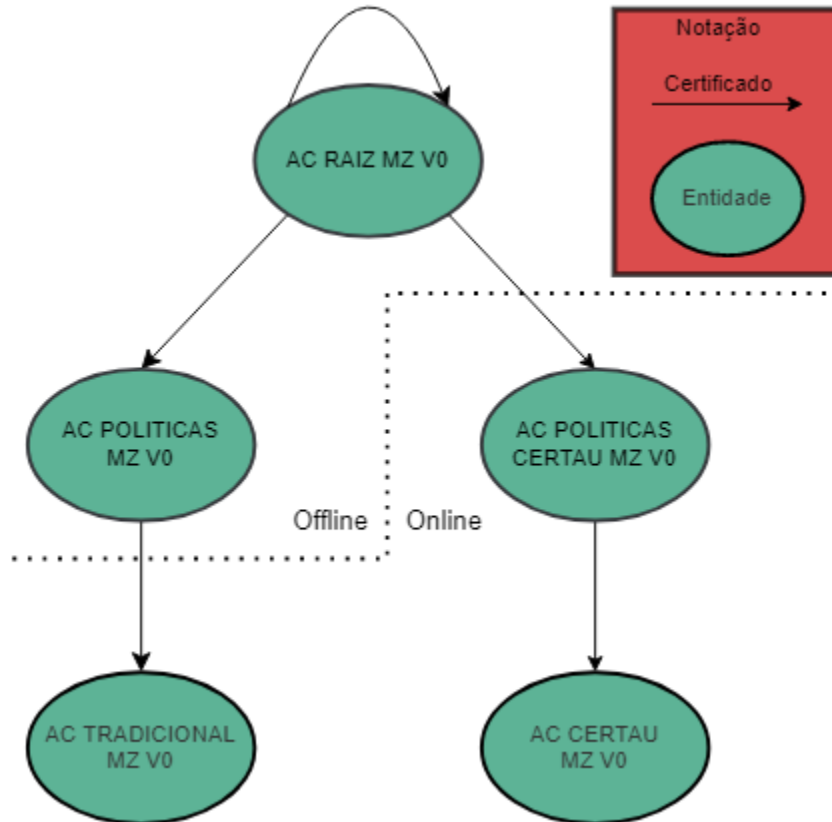 Notação
Certificado
AC RAIZ MZ V0
Entidade
AC POLITICAS
MZ V0
AC POLITICAS
CERTAU MZ V0
Offline
Online
AC TRADICIONAL
MZ V0
AC CERTAU
MZ V0